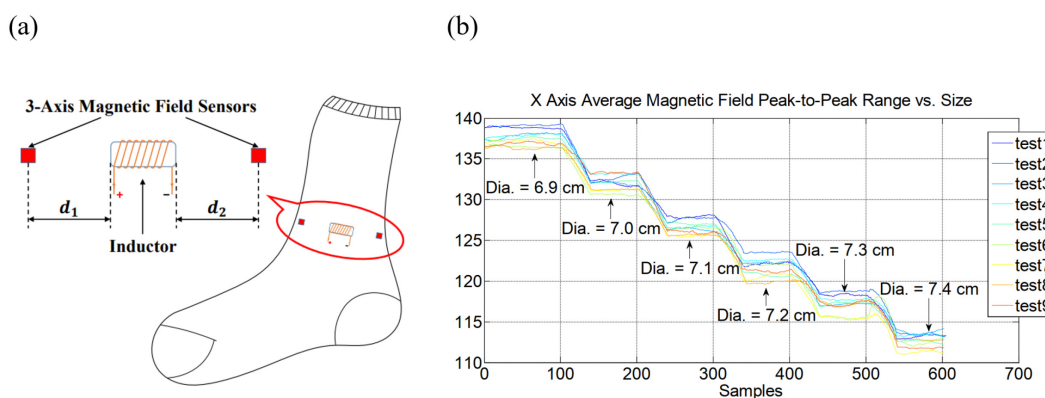 (a)
(b)
3-Axis Magnetic Field Sensors
+
−
d1
d2
Inductor
X Axis Average Magnetic Field Peak-to-Peak Range vs. Size
140
135
130
125
120
115
110
Dia. = 6.9 cm
Dia. = 7.0 cm
Dia. = 7.1 cm
Dia. = 7.2 cm
Dia. = 7.3 cm
Dia. = 7.4 cm
test1
test2
test3
test4
test5
test6
test7
test8
test9
0 100 200 300 400 500 600 700
Samples